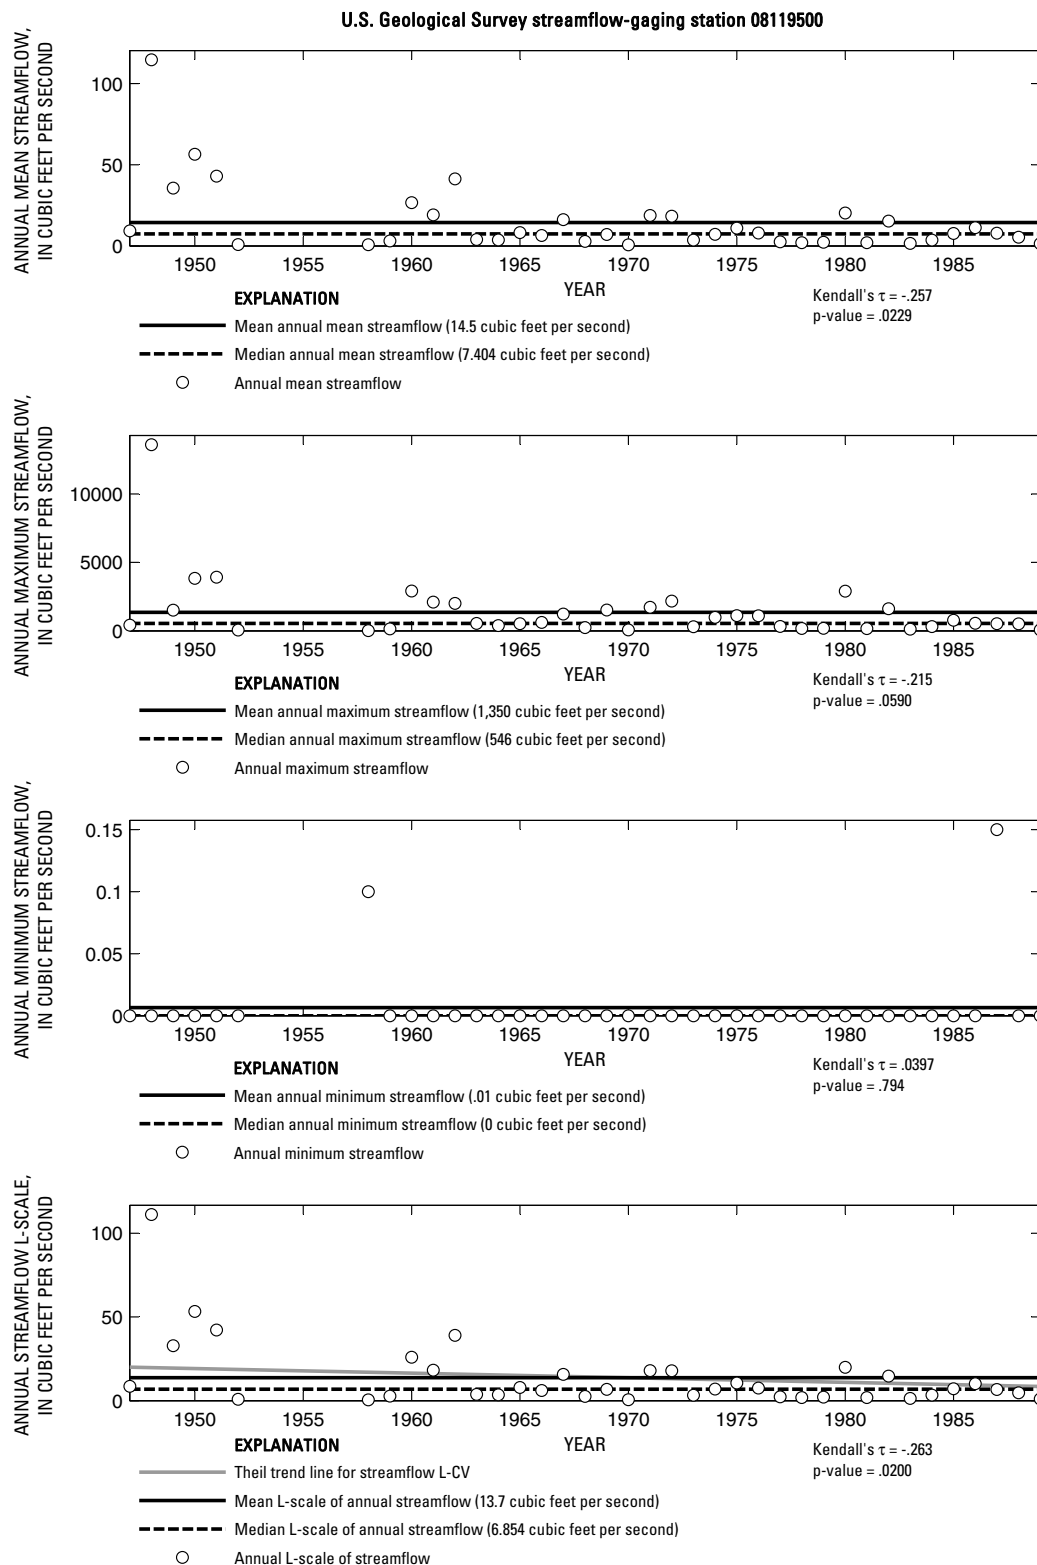 U.S. Geological Survey streamflow-gaging station 08119500
ANNUAL MEAN STREAMFLOW,
IN CUBIC FEET PER SECOND
100
50
0
1950 1955 1960 1965 1970 1975 1980 1985
YEAR
Kendall's τ = -.257
p-value = .0229
EXPLANATION
Mean annual mean streamflow (14.5 cubic feet per second)
Median annual mean streamflow (7.404 cubic feet per second)
Annual mean streamflow
ANNUAL MAXIMUM STREAMFLOW,
IN CUBIC FEET PER SECOND
10000
5000
0
1950 1955 1960 1965 1970 1975 1980 1985
YEAR
Kendall's τ = -.215
p-value = .0590
EXPLANATION
Mean annual maximum streamflow (1,350 cubic feet per second)
Median annual maximum streamflow (546 cubic feet per second)
Annual maximum streamflow
ANNUAL MINIMUM STREAMFLOW,
IN CUBIC FEET PER SECOND
0.15
0.1
0.05
0
1950 1955 1960 1965 1970 1975 1980 1985
YEAR
Kendall's τ = .0397
p-value = .794
EXPLANATION
Mean annual minimum streamflow (.01 cubic feet per second)
Median annual minimum streamflow (0 cubic feet per second)
Annual minimum streamflow
ANNUAL STREAMFLOW L-SCALE,
IN CUBIC FEET PER SECOND
100
50
0
1950 1955 1960 1965 1970 1975 1980 1985
YEAR
Kendall's τ = -.263
p-value = .0200
EXPLANATION
Theil trend line for streamflow L-CV
Mean L-scale of annual streamflow (13.7 cubic feet per second)
Median L-scale of annual streamflow (6.854 cubic feet per second)
Annual L-scale of streamflow